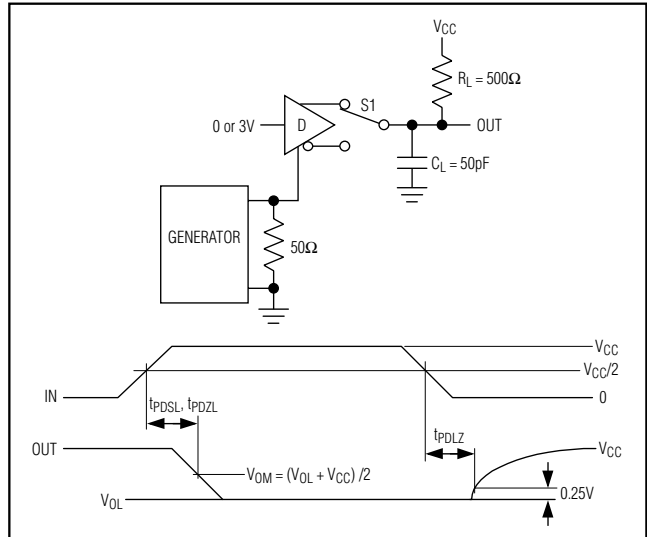 VCC
RL = 500Ω
S1
0 or 3V
D
OUT
CL = 50pF
GENERATOR
50Ω
VCC
VCC/2
IN
0
tPDSL, tPDZL
tPDLZ
OUT
VCC
VOM = (VOL + VCC) /2
0.25V
VOL